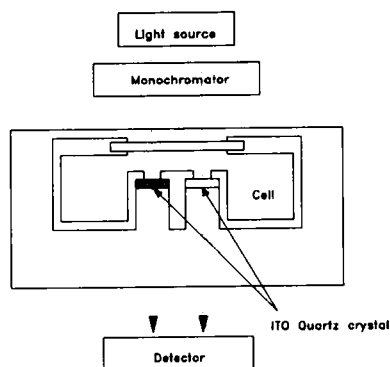 Light source
Monochromator
Cell
ITO Quartz crystal
Detector